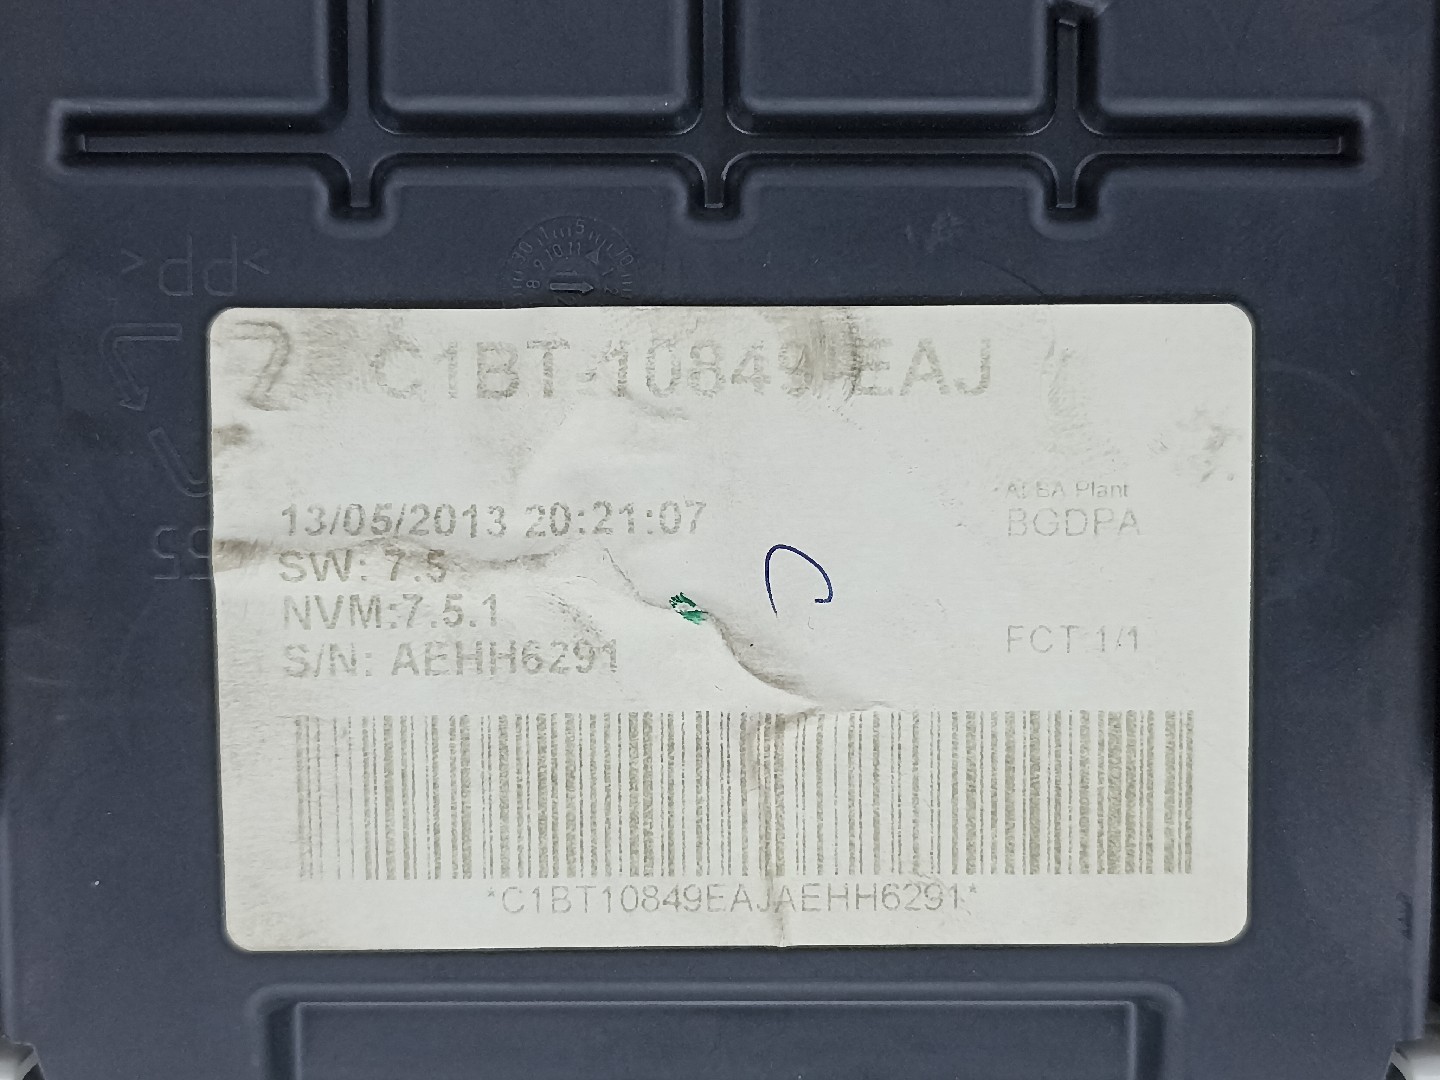 >PP<
C1BT-10849 EAJ
13/05/2013 20:21:07
SW: 7.5
NVM:7.5.1
S/N: AEHH6291
Plant
BGDPA
FCT 1/1
*C1BT10849EAJAEHH6291*